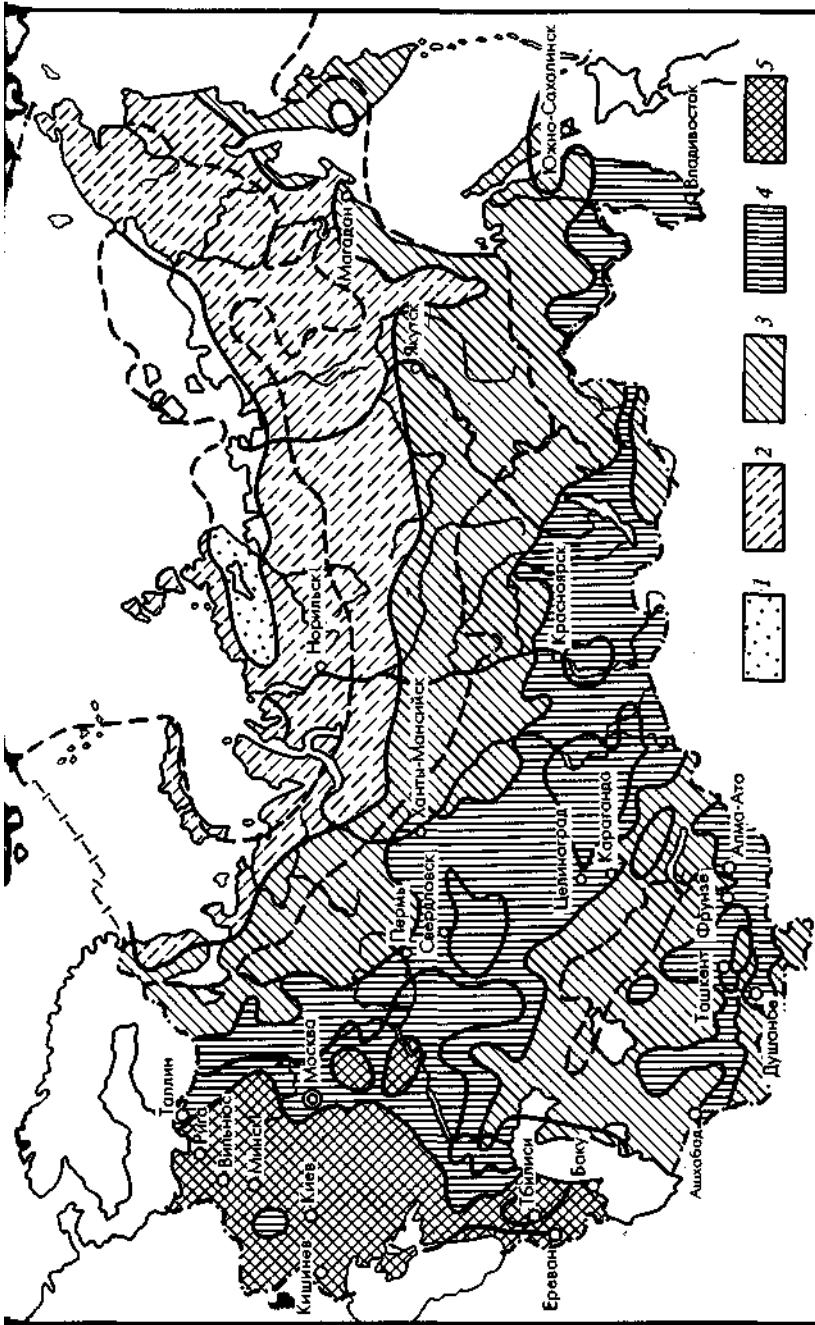 Таллин
Рига
Вильнюс
Минск
Киев
Кишинев
Москва
Пермь
Свердловск
Ханты-Мансийск
Норильск
Якутск
Магадан
Южно-Сахалинск
Владивосток
Красноярск
Целиноград
Караганда
Алма-Ата
Фрунзе
Ташкент
Душанбе
Ашхабад
Баку
Тбилиси
Ереван
1
2
3
4
5